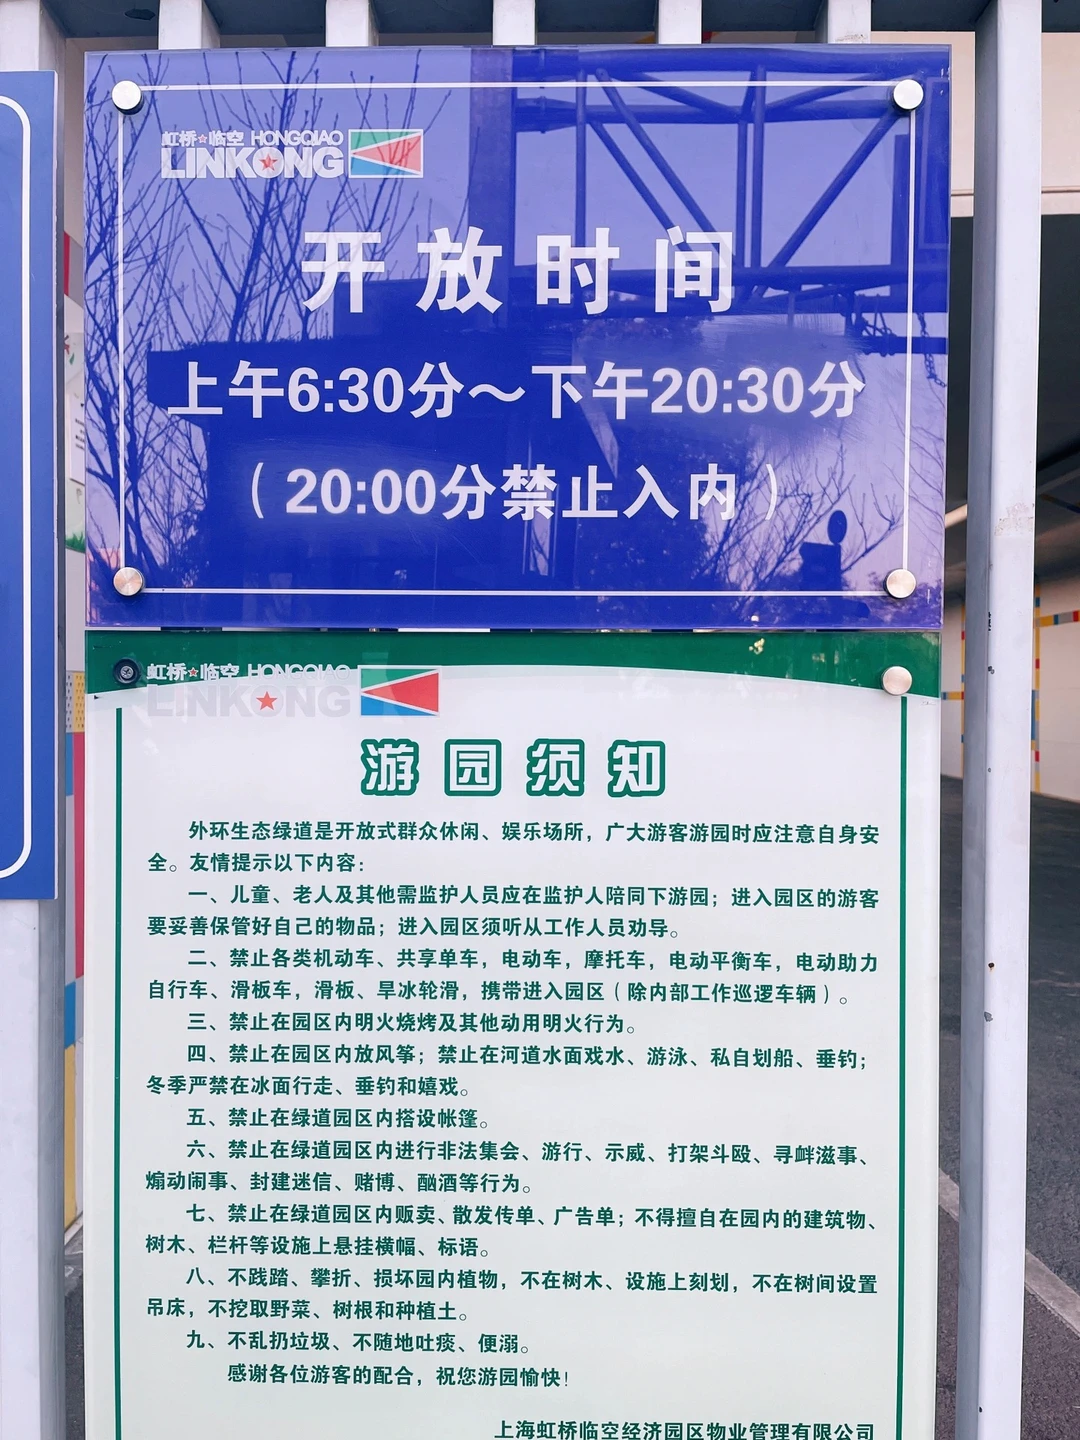 虹桥★临空 HONGQIAO
LINKONG
开放时间
上午6:30分～下午20:30分
（20:00分禁止入内）
虹桥★临空 HONGQIAO
LINKONG
游园须知
外环生态绿道是开放式群众休闲、娱乐场所，广大游客游园时应注意自身安
全。友情提示以下内容：
一、儿童、老人及其他需监护人员应在监护人陪同下游园；进入园区的游客
要妥善保管好自己的物品；进入园区须听从工作人员劝导。
二、禁止各类机动车、共享单车，电动车，摩托车，电动平衡车，电动助力
自行车、滑板车，滑板、旱冰轮滑，携带进入园区（除内部工作巡逻车辆）。
三、禁止在园区内明火烧烤及其他动用明火行为。
四、禁止在园区内放风筝；禁止在河道水面戏水、游泳、私自划船、垂钓；
冬季严禁在冰面行走、垂钓和嬉戏。
五、禁止在绿道园区内搭设帐篷。
六、禁止在绿道园区内进行非法集会、游行、示威、打架斗殴、寻衅滋事、
煽动闹事、封建迷信、赌博、酗酒等行为。
七、禁止在绿道园区内贩卖、散发传单、广告单；不得擅自在园内的建筑物、
树木、栏杆等设施上悬挂横幅、标语。
八、不践踏、攀折、损坏园内植物，不在树木、设施上刻划，不在树间设置
吊床，不挖取野菜、树根和种植土。
九、不乱扔垃圾、不随地吐痰、便溺。
感谢各位游客的配合，祝您游园愉快！
上海虹桥临空经济园区物业管理有限公司